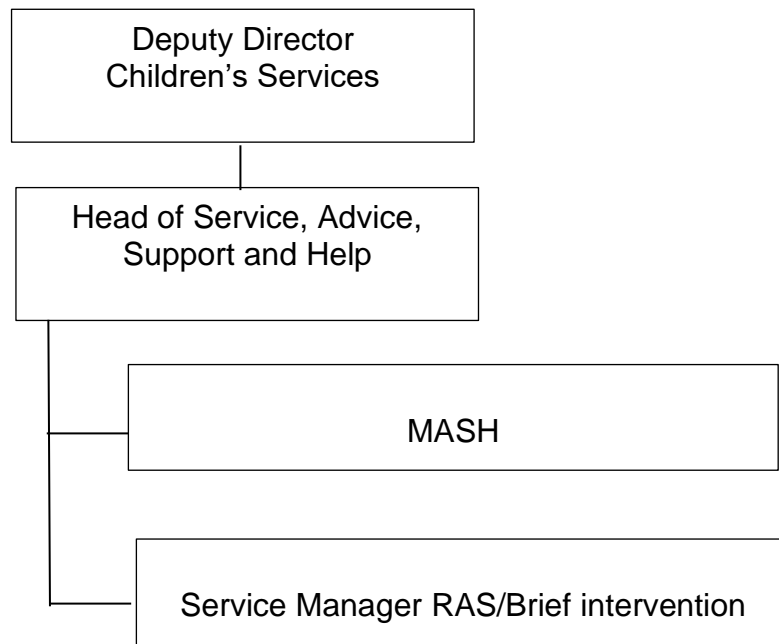 Deputy Director
Children’s Services
Head of Service, Advice,
Support and Help
MASH
Service Manager RAS/Brief intervention